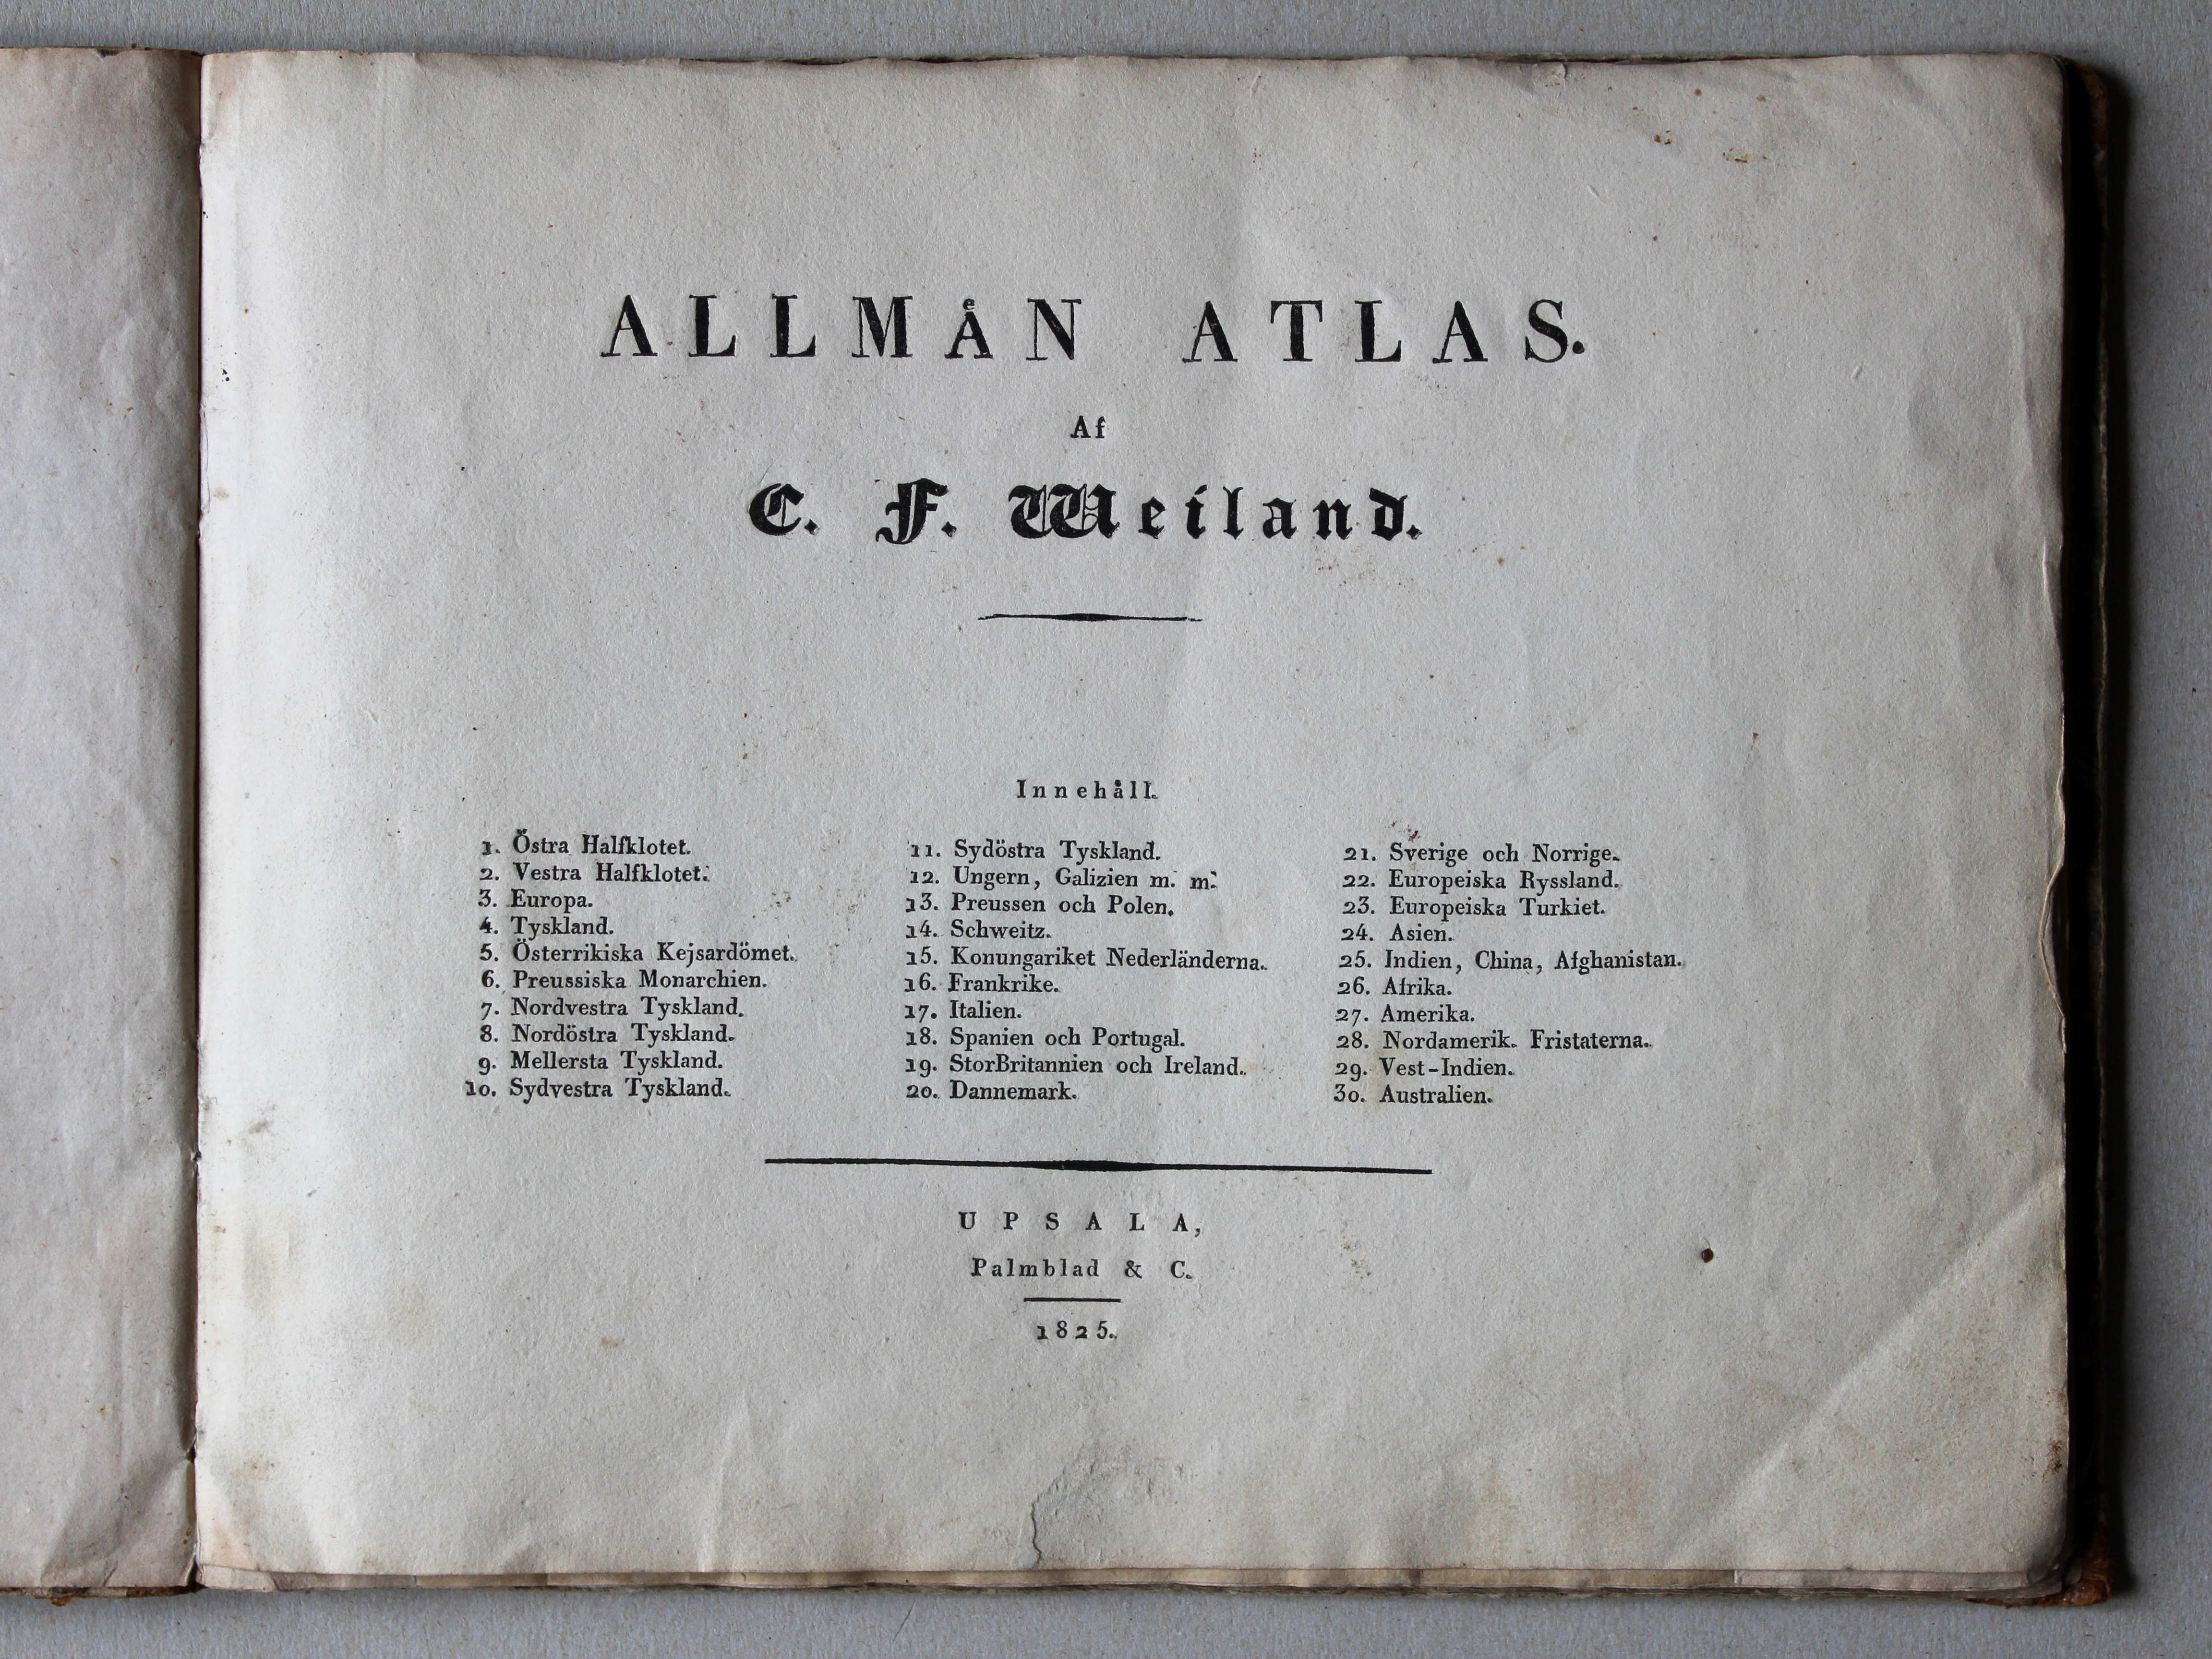 ALLMÅN ATLAS.
Af
C. F. Weiland.
Innehåll.
1. Östra Halfklotet.
2. Vestra Halfklotet.
3. Europa.
4. Tyskland.
5. Österrikiska Kejsardömet.
6. Preussiska Monarchien.
7. Nordvestra Tyskland.
8. Nordöstra Tyskland.
9. Mellersta Tyskland.
10. Sydvestra Tyskland.
11. Sydöstra Tyskland.
12. Ungern, Galizien m. m.
13. Preussen och Polen.
14. Schweitz.
15. Konungariket Nederländerna.
16. Frankrike.
17. Italien.
18. Spanien och Portugal.
19. StorBritannien och Ireland.
20. Dannemark.
21. Sverige och Norrige.
22. Europeiska Ryssland.
23. Europeiska Turkiet.
24. Asien.
25. Indien, China, Afghanistan.
26. Afrika.
27. Amerika.
28. Nordamerik. Fristaterna.
29. Vest-Indien.
30. Australien.
UPSALA,
Palmblad & C.
1825.